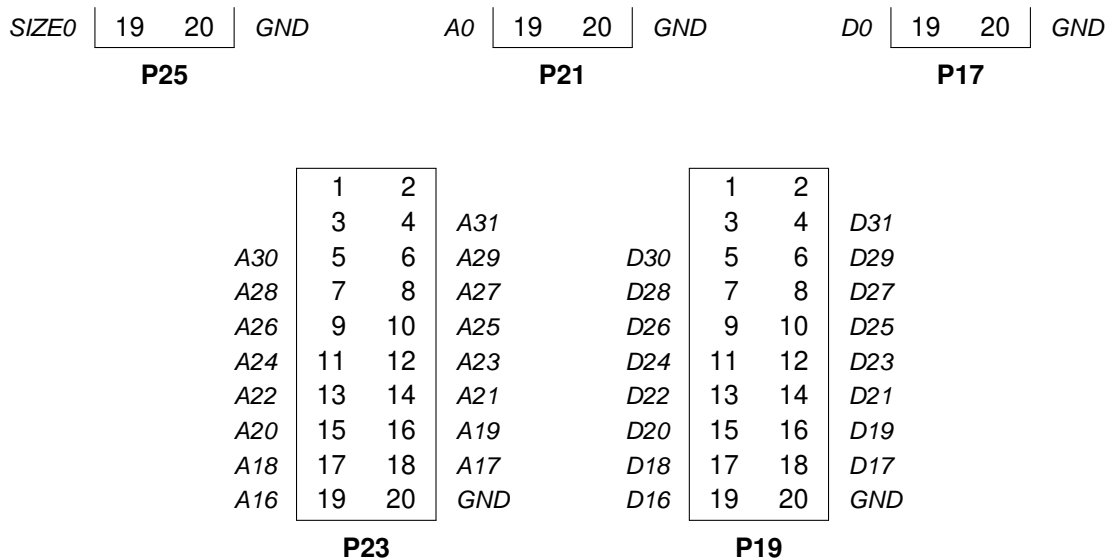 SIZE0 19 20 GND A0 19 20 GND D0 19 20 GND
P25 P21 P17
1 2 1 2
3 4 A31 3 4 D31
A30 5 6 A29 D30 5 6 D29
A28 7 8 A27 D28 7 8 D27
A26 9 10 A25 D26 9 10 D25
A24 11 12 A23 D24 11 12 D23
A22 13 14 A21 D22 13 14 D21
A20 15 16 A19 D20 15 16 D19
A18 17 18 A17 D18 17 18 D17
A16 19 20 GND D16 19 20 GND
P23 P19